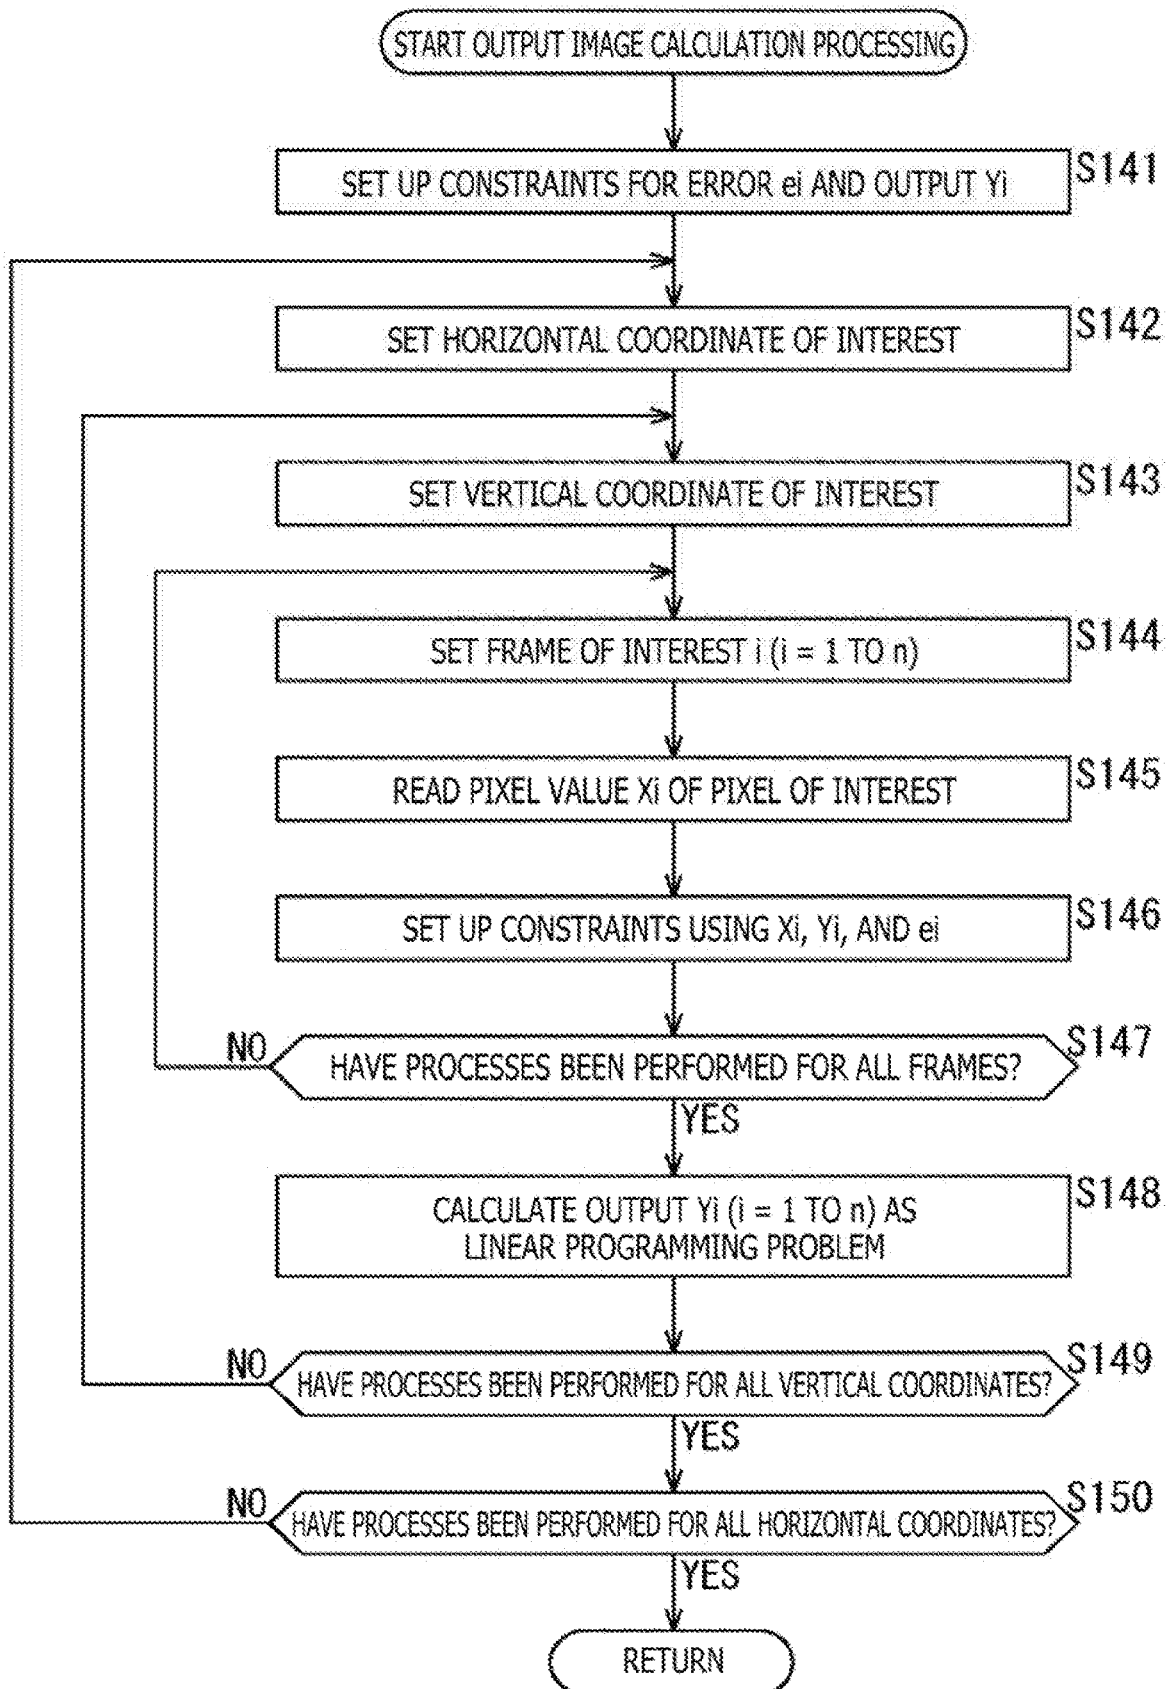 START OUTPUT IMAGE CALCULATION PROCESSING
SET UP CONSTRAINTS FOR ERROR ei AND OUTPUT Yi
S141
SET HORIZONTAL COORDINATE OF INTEREST
S142
SET VERTICAL COORDINATE OF INTEREST
S143
SET FRAME OF INTEREST i (i = 1 TO n)
S144
READ PIXEL VALUE Xi OF PIXEL OF INTEREST
S145
SET UP CONSTRAINTS USING Xi, Yi, AND ei
S146
NO
HAVE PROCESSES BEEN PERFORMED FOR ALL FRAMES?
S147
YES
CALCULATE OUTPUT Yi (i = 1 TO n) AS
LINEAR PROGRAMMING PROBLEM
S148
NO
HAVE PROCESSES BEEN PERFORMED FOR ALL VERTICAL COORDINATES?
S149
YES
NO
HAVE PROCESSES BEEN PERFORMED FOR ALL HORIZONTAL COORDINATES?
S150
YES
RETURN